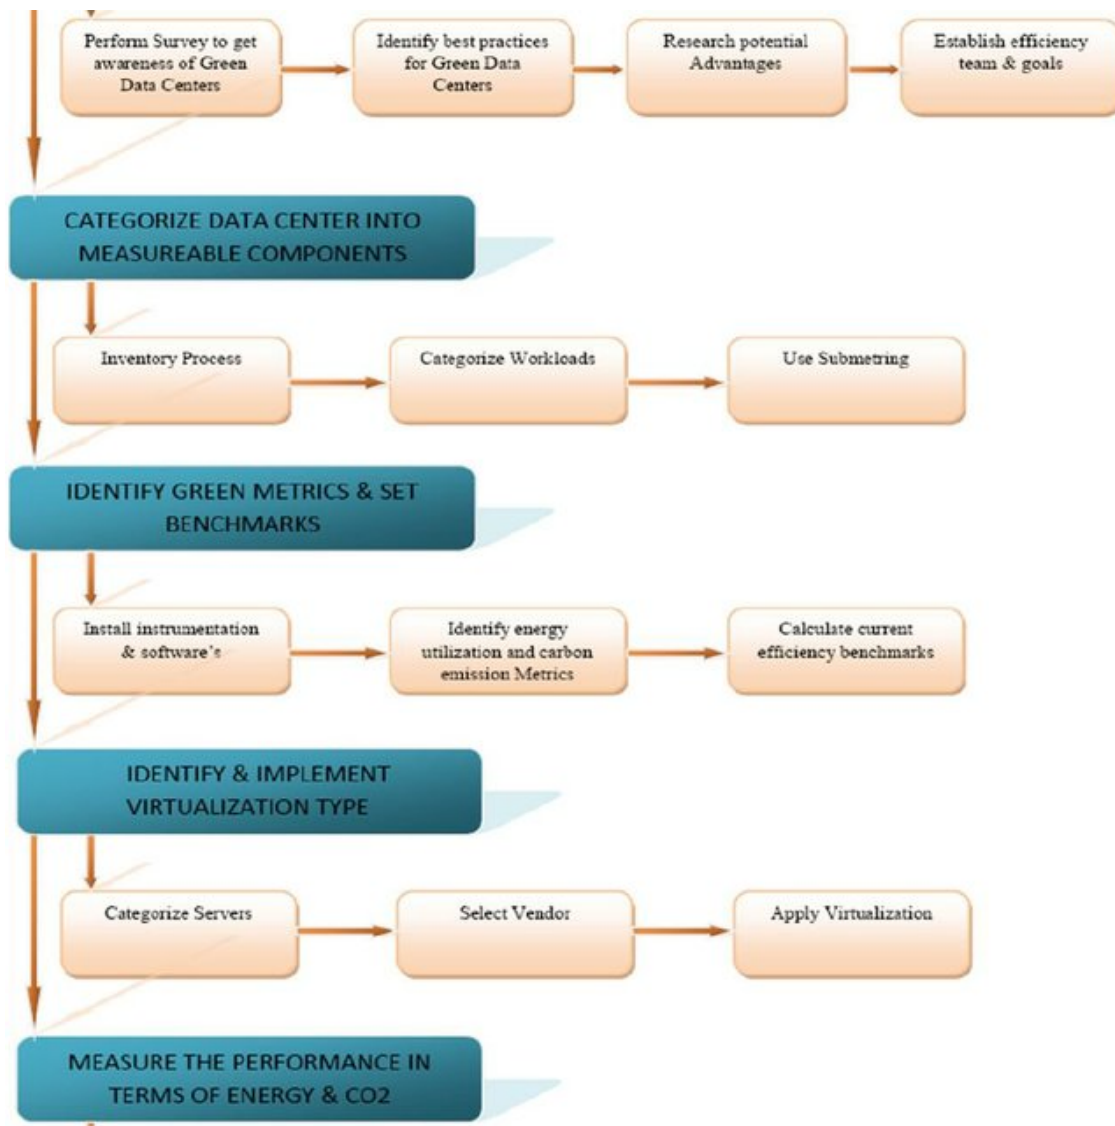 Perform Survey to get
awareness of Green
Data Centers
Identify best practices
for Green Data
Centers
Research potential
Advantages
Establish efficiency
team & goals
CATEGORIZE DATA CENTER INTO
MEASUREABLE COMPONENTS
Inventory Process
Categorize Workloads
Use Submetring
IDENTIFY GREEN METRICS & SET
BENCHMARKS
Install instrumentation
& software's
Identify energy
utilization and carbon
emission Metrics
Calculate current
efficiency benchmarks
IDENTIFY & IMPLEMENT
VIRTUALIZATION TYPE
Categorize Servers
Select Vendor
Apply Virtualization
MEASURE THE PERFORMANCE IN
TERMS OF ENERGY & CO2